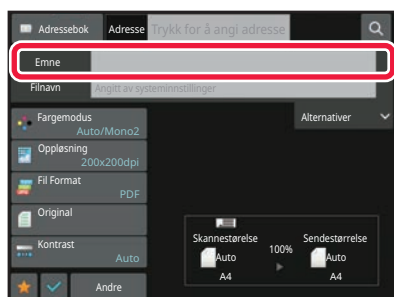 Adressebok Adresse Trykk for å angi adresse
Emne
Filnavn Angitt av systeminnstillinger
Fargemodus
Auto/Mono2
Alternativer
Oppløsning
200x200dpi
Fil Format
PDF
Original
Kontrast
Auto
Skannestørelse 100% Sendestørrelse
Auto Auto
A4 A4
Andre